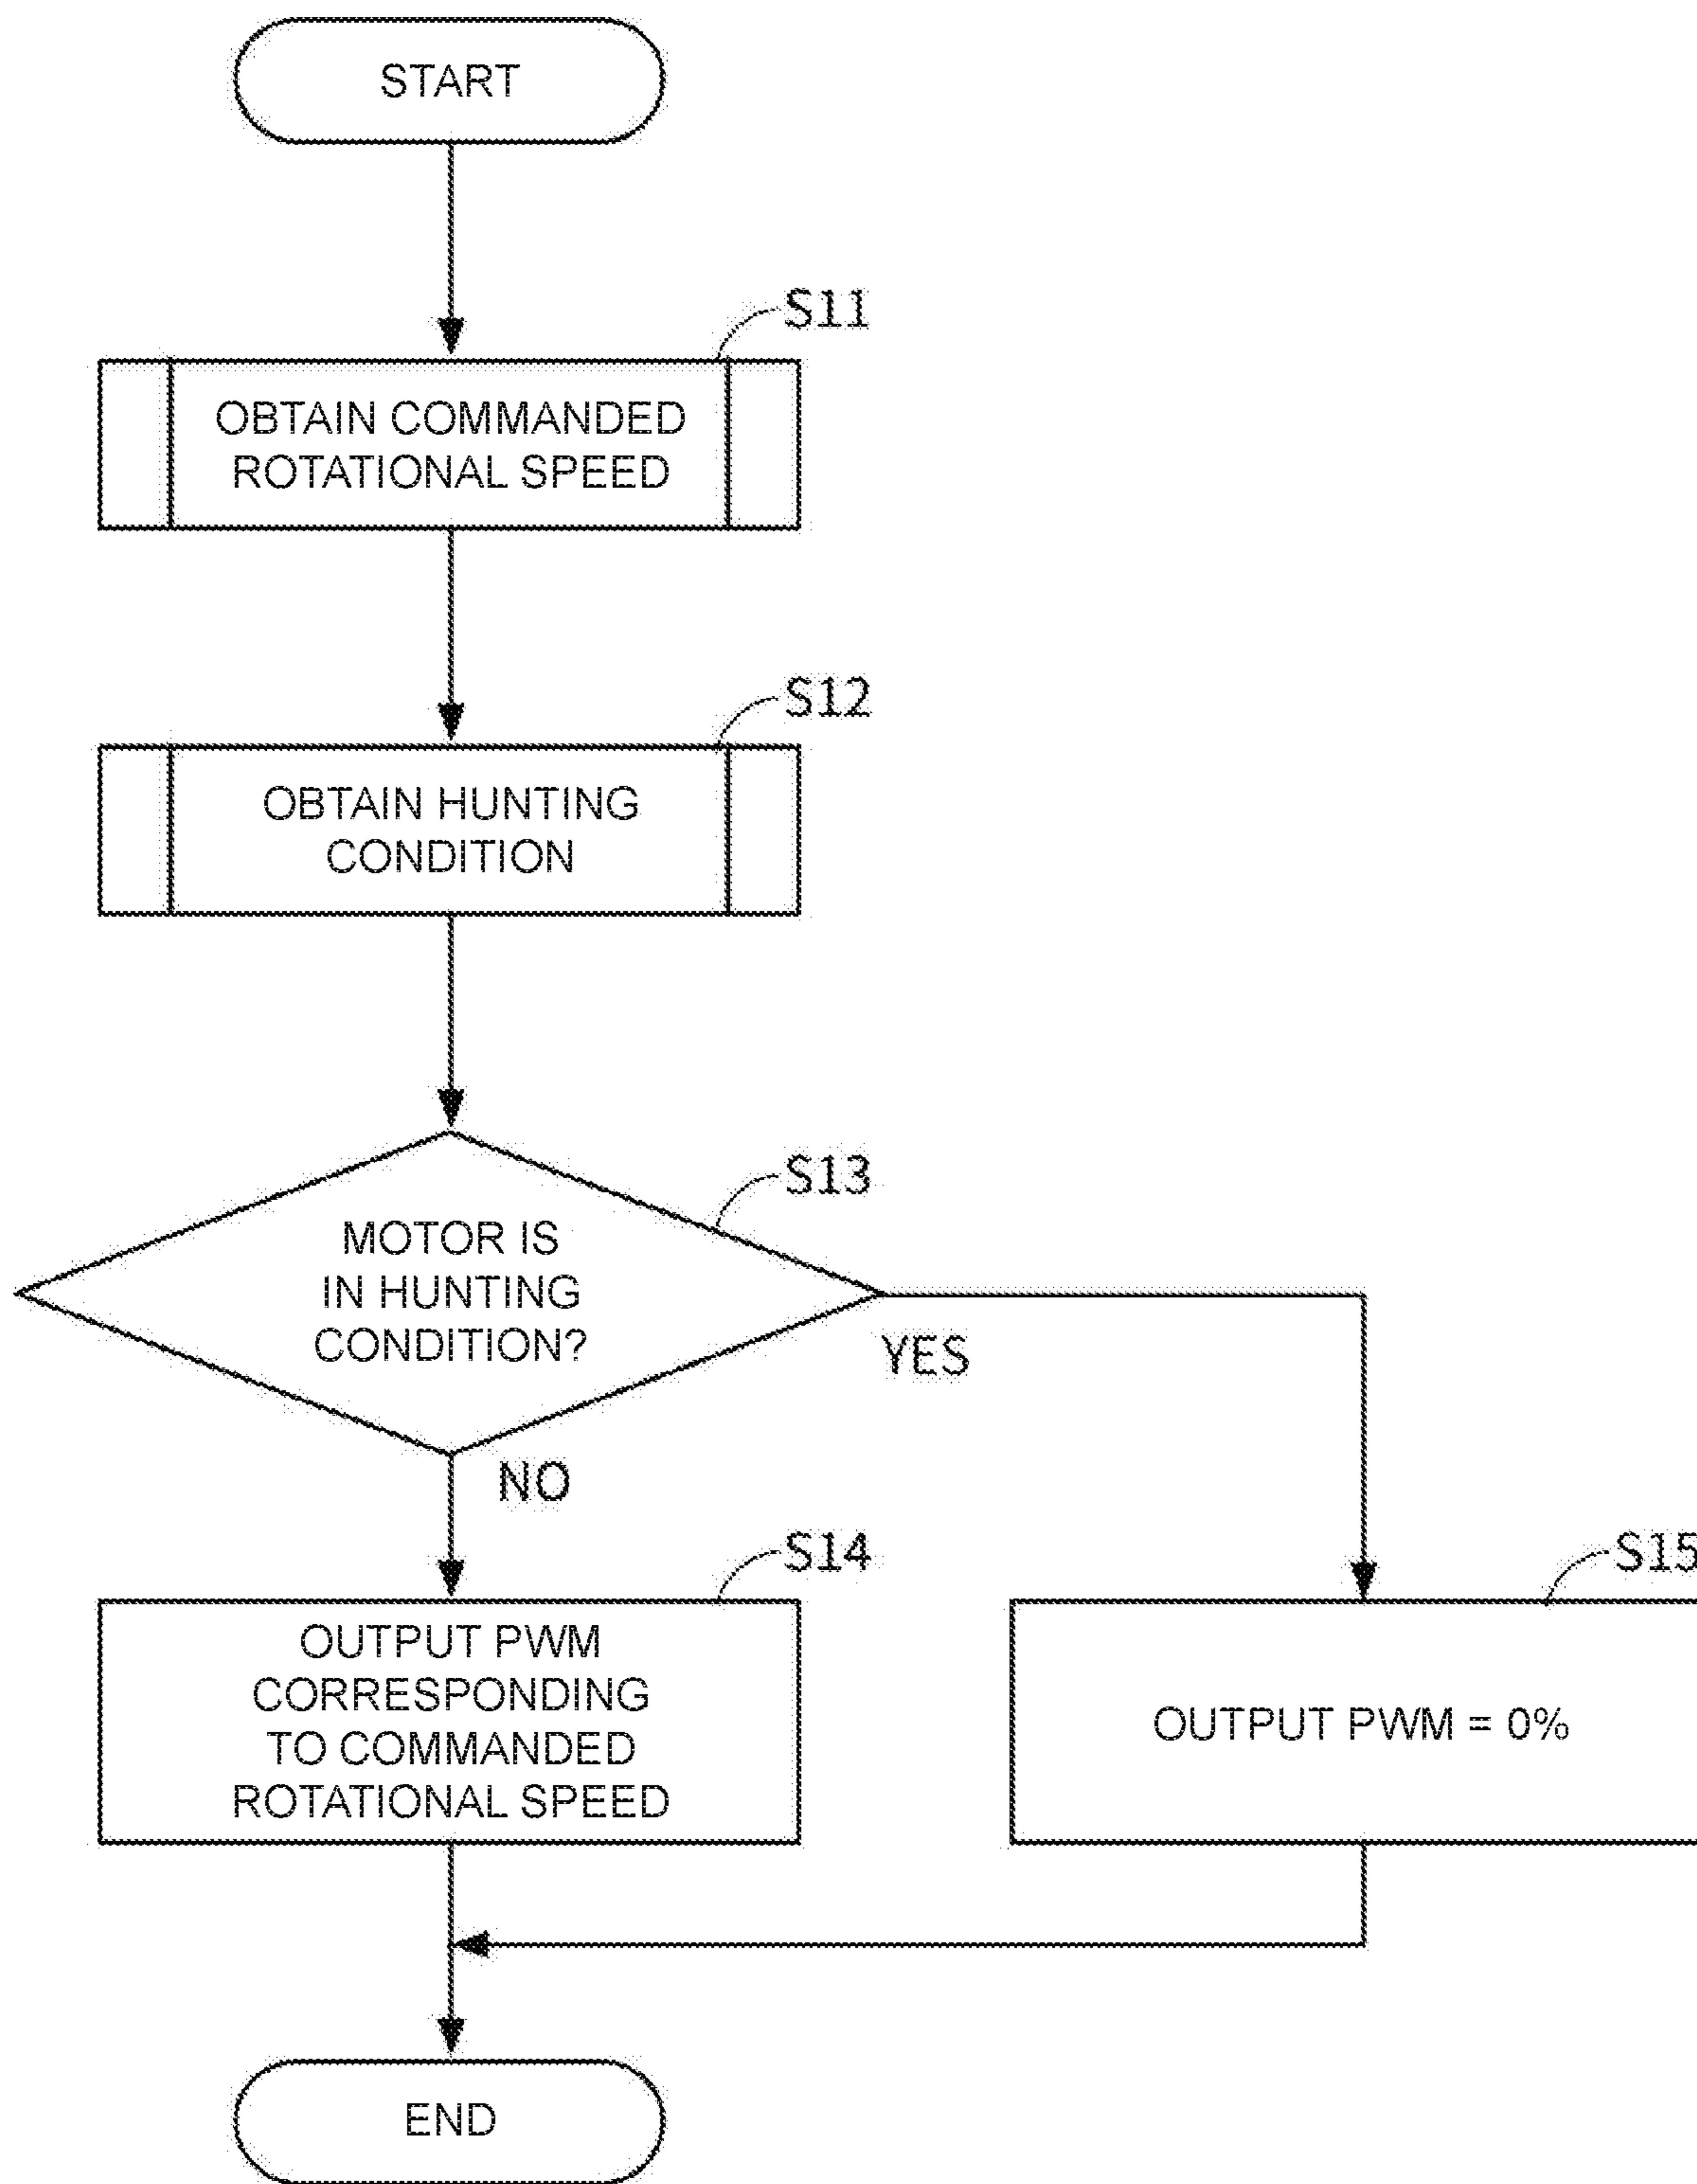 START
S11
OBTAIN COMMANDED
ROTATIONAL SPEED
S12
OBTAIN HUNTING
CONDITION
S13
MOTOR IS
IN HUNTING
CONDITION?
YES
NO
S14
OUTPUT PWM
CORRESPONDING
TO COMMANDED
ROTATIONAL SPEED
S15
OUTPUT PWM = 0%
END